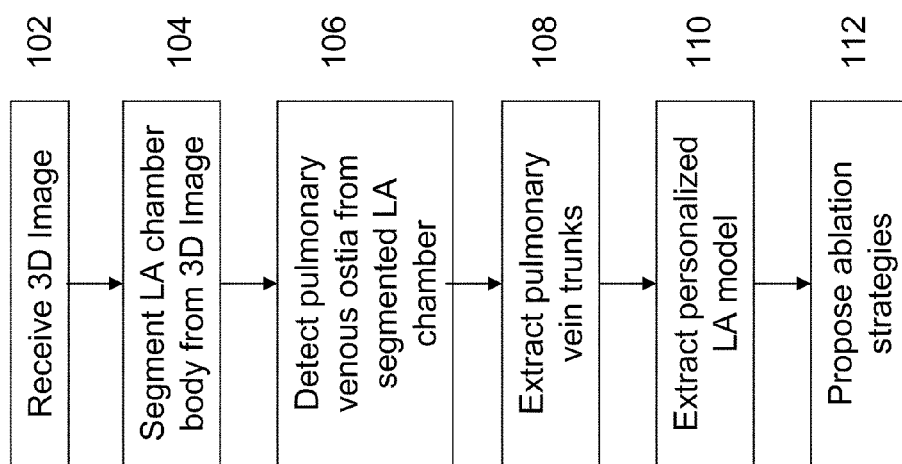 Receive 3D Image
102
Segment LA chamber
body from 3D Image
104
Detect pulmonary
venous ostia from
segmented LA
chamber
106
Extract pulmonary
vein trunks
108
Extract personalized
LA model
110
Propose ablation
strategies
112